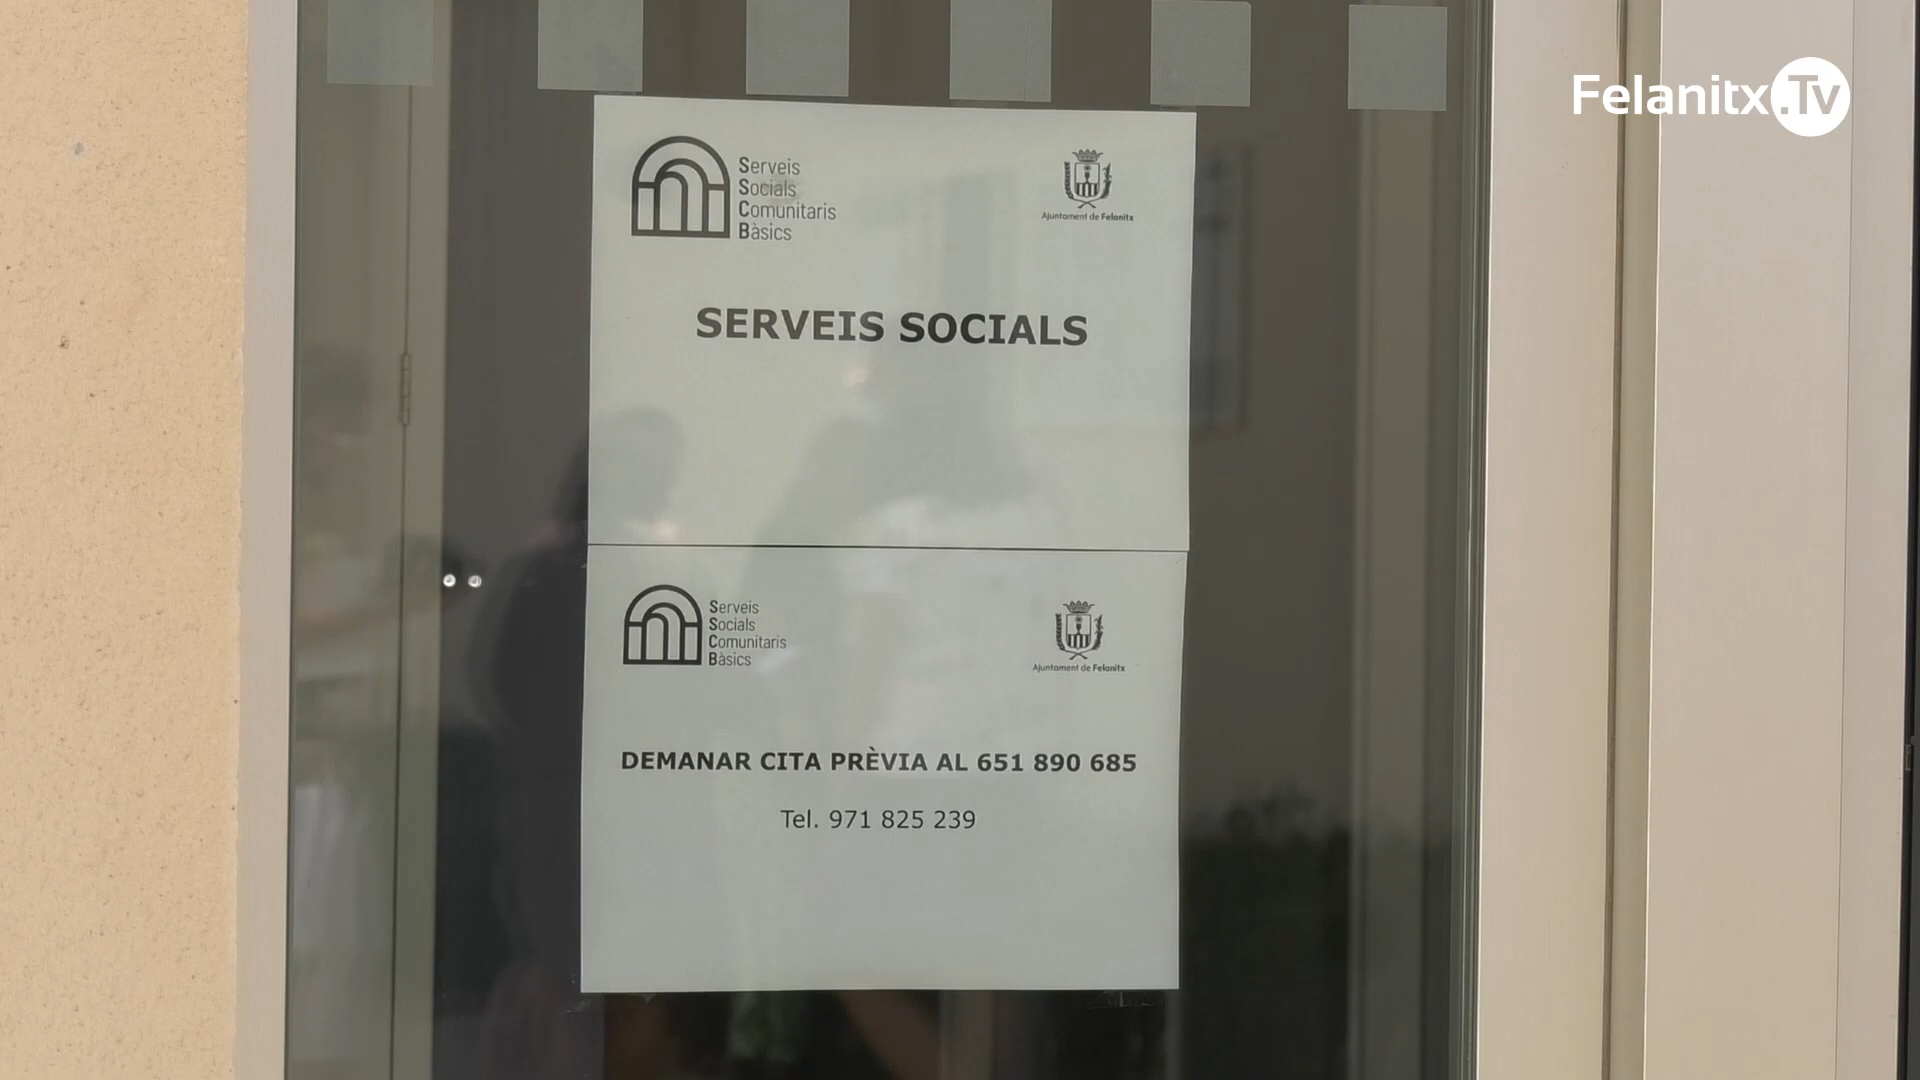 Felanitx.Tv
Serveis
Socials
Comunitaris
Bàsics
Ajuntament de Felanitx
SERVEIS SOCIALS
Serveis
Socials
Comunitaris
Bàsics
Ajuntament de Felanitx
DEMANAR CITA PRÈVIA AL 651 890 685
Tel. 971 825 239